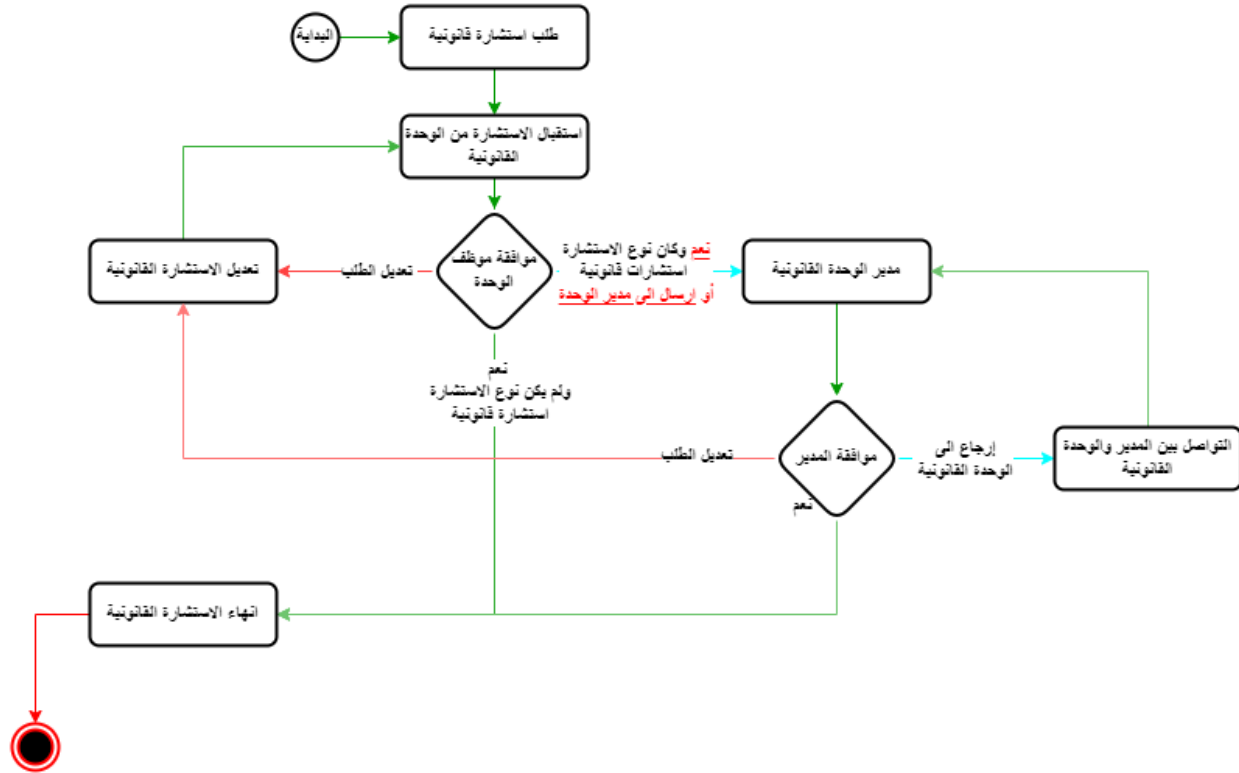 البداية
طلب استشارة قانونية
استقبال الاستشارة من الوحدة
القانونية
تعديل الاستشارة القانونية
تعديل الطلب
موافقة موظف
الوحدة
نعم وكان نوع الاستشارة
استشارات قانونية
أو إرسال الى مدير الوحدة
مدير الوحدة القانونية
نعم
ولم يكن نوع الاستشارة
استشارة قانونية
تعديل الطلب
موافقة المدير
إرجاع الى
الوحدة القانونية
التواصل بين المدير والوحدة
القانونية
نعم
انهاء الاستشارة القانونية